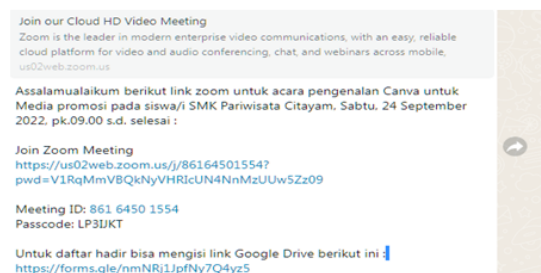 Join our Cloud HD Video Meeting
Zoom is the leader in modern enterprise video communications, with an easy, reliable
cloud platform for video and audio conferencing, chat, and webinars across mobile,
us02web.zoom.us
Assalamualaikum berikut link zoom untuk acara pengenalan Canva untuk
Media promosi pada siswa/i SMK Pariwisata Citayam, Sabtu, 24 September
2022, pk.09.00 s.d. selesai :
Join Zoom Meeting
https://us02web.zoom.us/j/86164501554?
pwd=V1RqMmVBQkNyVHRIcUN4NnMzUUw5Zz09
Meeting ID: 861 6450 1554
Passcode: LP3IJKT
Untuk daftar hadir bisa mengisi link Google Drive berikut ini :
https://forms.gle/nmNRj1JpfNy7Q4yz5